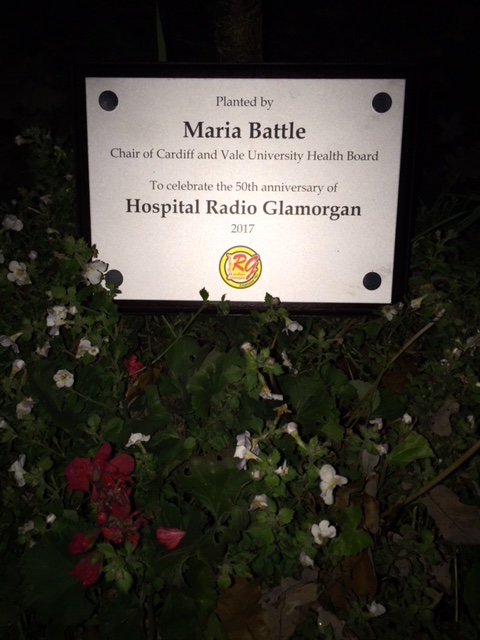 Planted by
Maria Battle
Chair of Cardiff and Vale University Health Board
To celebrate the 50th anniversary of
Hospital Radio Glamorgan
2017
RG